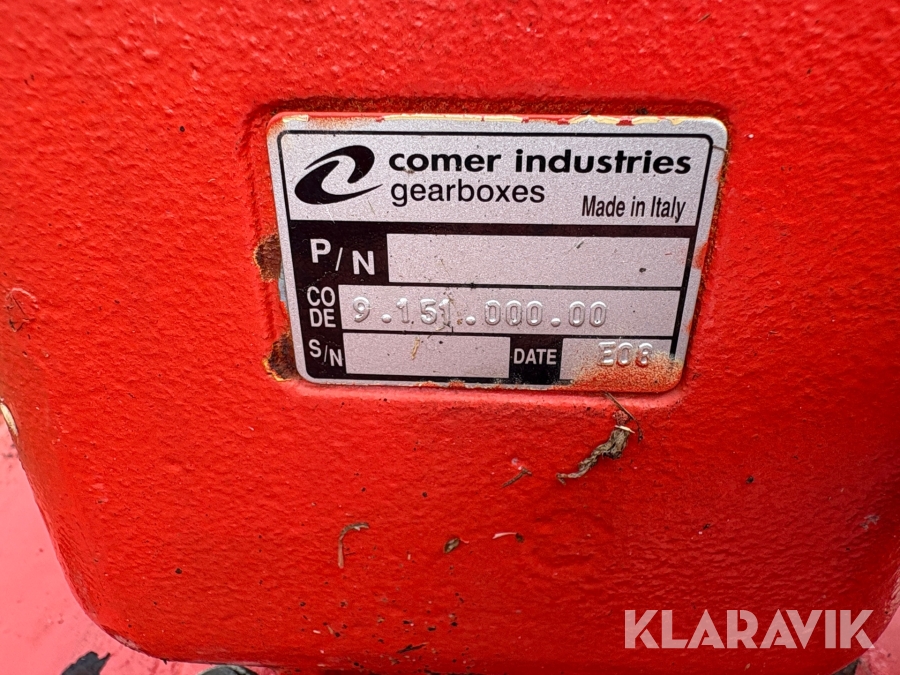 comer industries
gearboxes
Made in Italy
P/N
CO
DE
9.151.000.00
S/N
DATE
E08
KLARAVIK